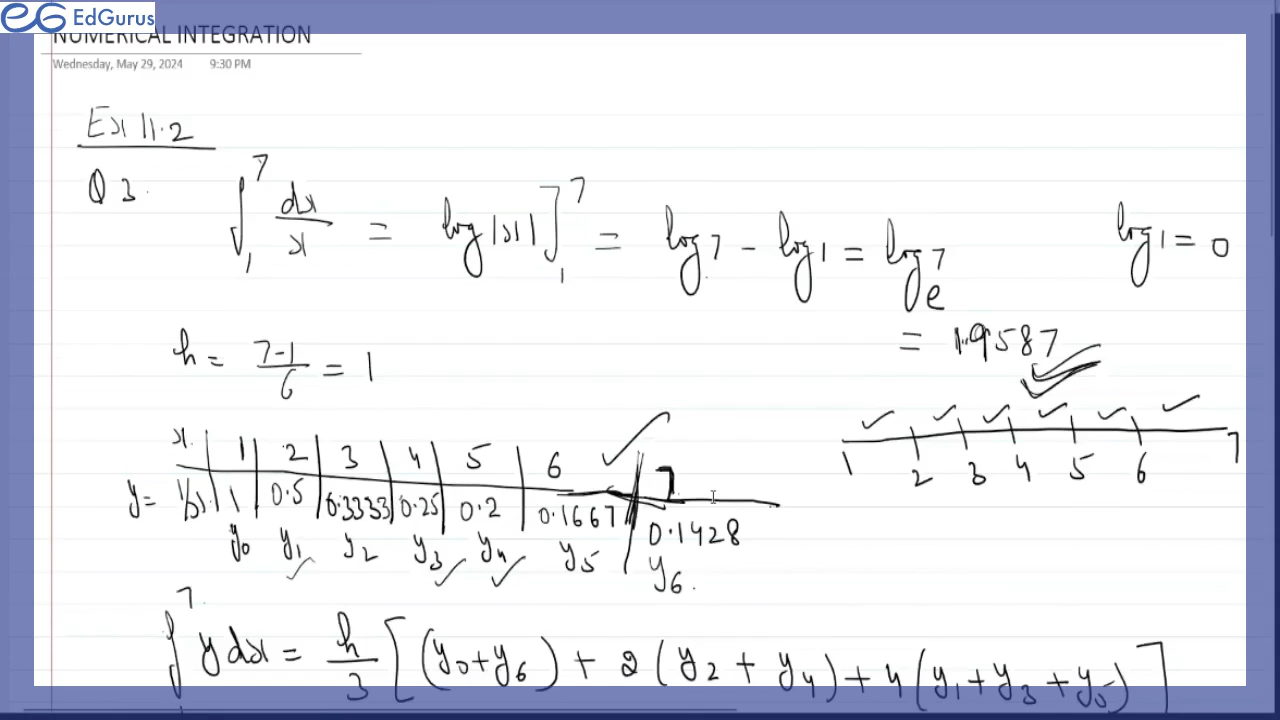 EdGurus
NUMERICAL INTEGRATION
Wednesday, May 29, 2024 9:30 PM
Ex 11.2
Q 3. ∫₁⁷ dx/x = log|x|]₁⁷ = log 7 - log 1 = logₑ 7 log 1 = 0
= 1.9587
h = (7-1)/6 = 1
1 2 3 4 5 6 7
x 1 2 3 4 5 6 7
y = 1/x 1 0.5 0.3333 0.25 0.2 0.1667 0.1428
y₀ y₁ y₂ y₃ y₄ y₅ y₆
∫⁷ y dx = h/3 [(y₀+y₆) + 2(y₂ + y₄) + 4(y₁+y₃+y₅)]